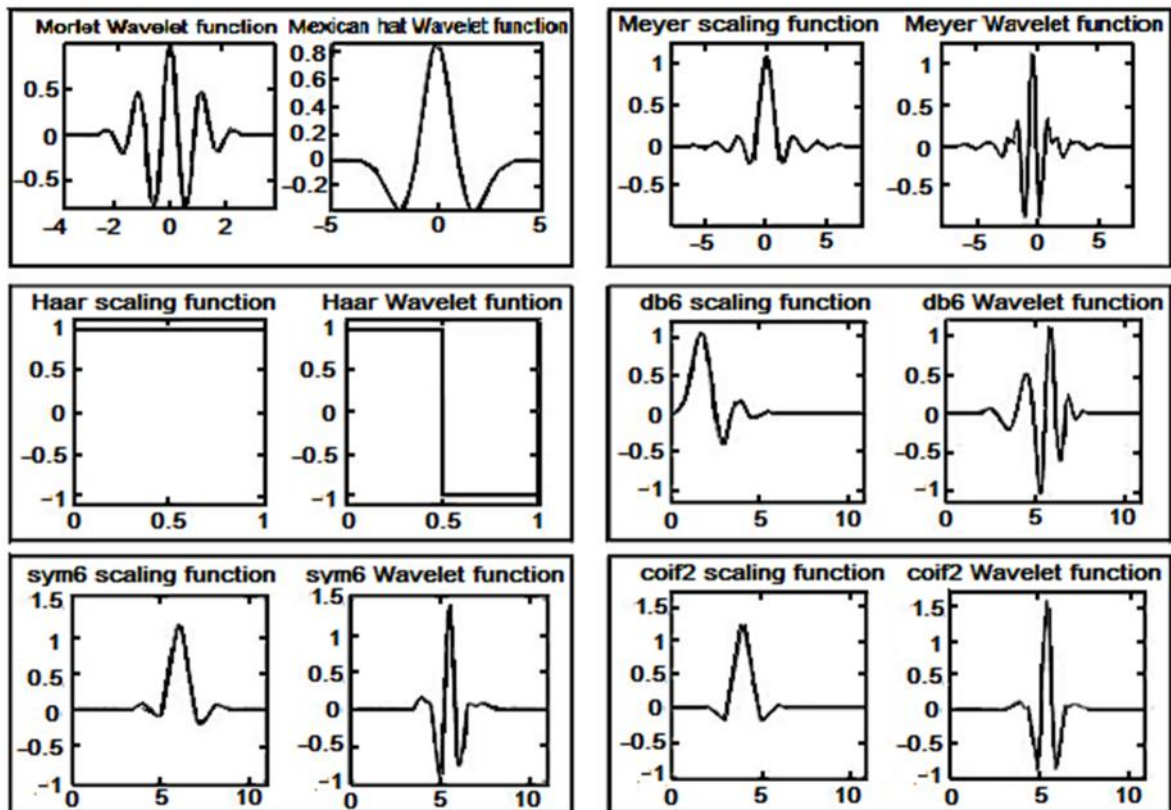 Morlet Wavelet function
0.5
0
−0.5
−4 −2 0 2
Mexican hat Wavelet function
0.8
0.6
0.4
0.2
0
−0.2
−5 0 5
Meyer scaling function
1
0.5
0
−0.5
−5 0 5
Meyer Wavelet function
1
0.5
0
−0.5
−5 0 5
Haar scaling function
1
0.5
0
−0.5
−1
0 0.5 1
Haar Wavelet funtion
1
0.5
0
−0.5
−1
0 0.5 1
db6 scaling function
1
0.5
0
−0.5
−1
0 5 10
db6 Wavelet function
1
0.5
0
−0.5
−1
0 5 10
sym6 scaling function
1.5
1
0.5
0
−0.5
−1
0 5 10
sym6 Wavelet function
1.5
1
0.5
0
−0.5
−1
0 5 10
coif2 scaling function
1.5
1
0.5
0
−0.5
−1
0 5 10
coif2 Wavelet function
1.5
1
0.5
0
−0.5
−1
0 5 10